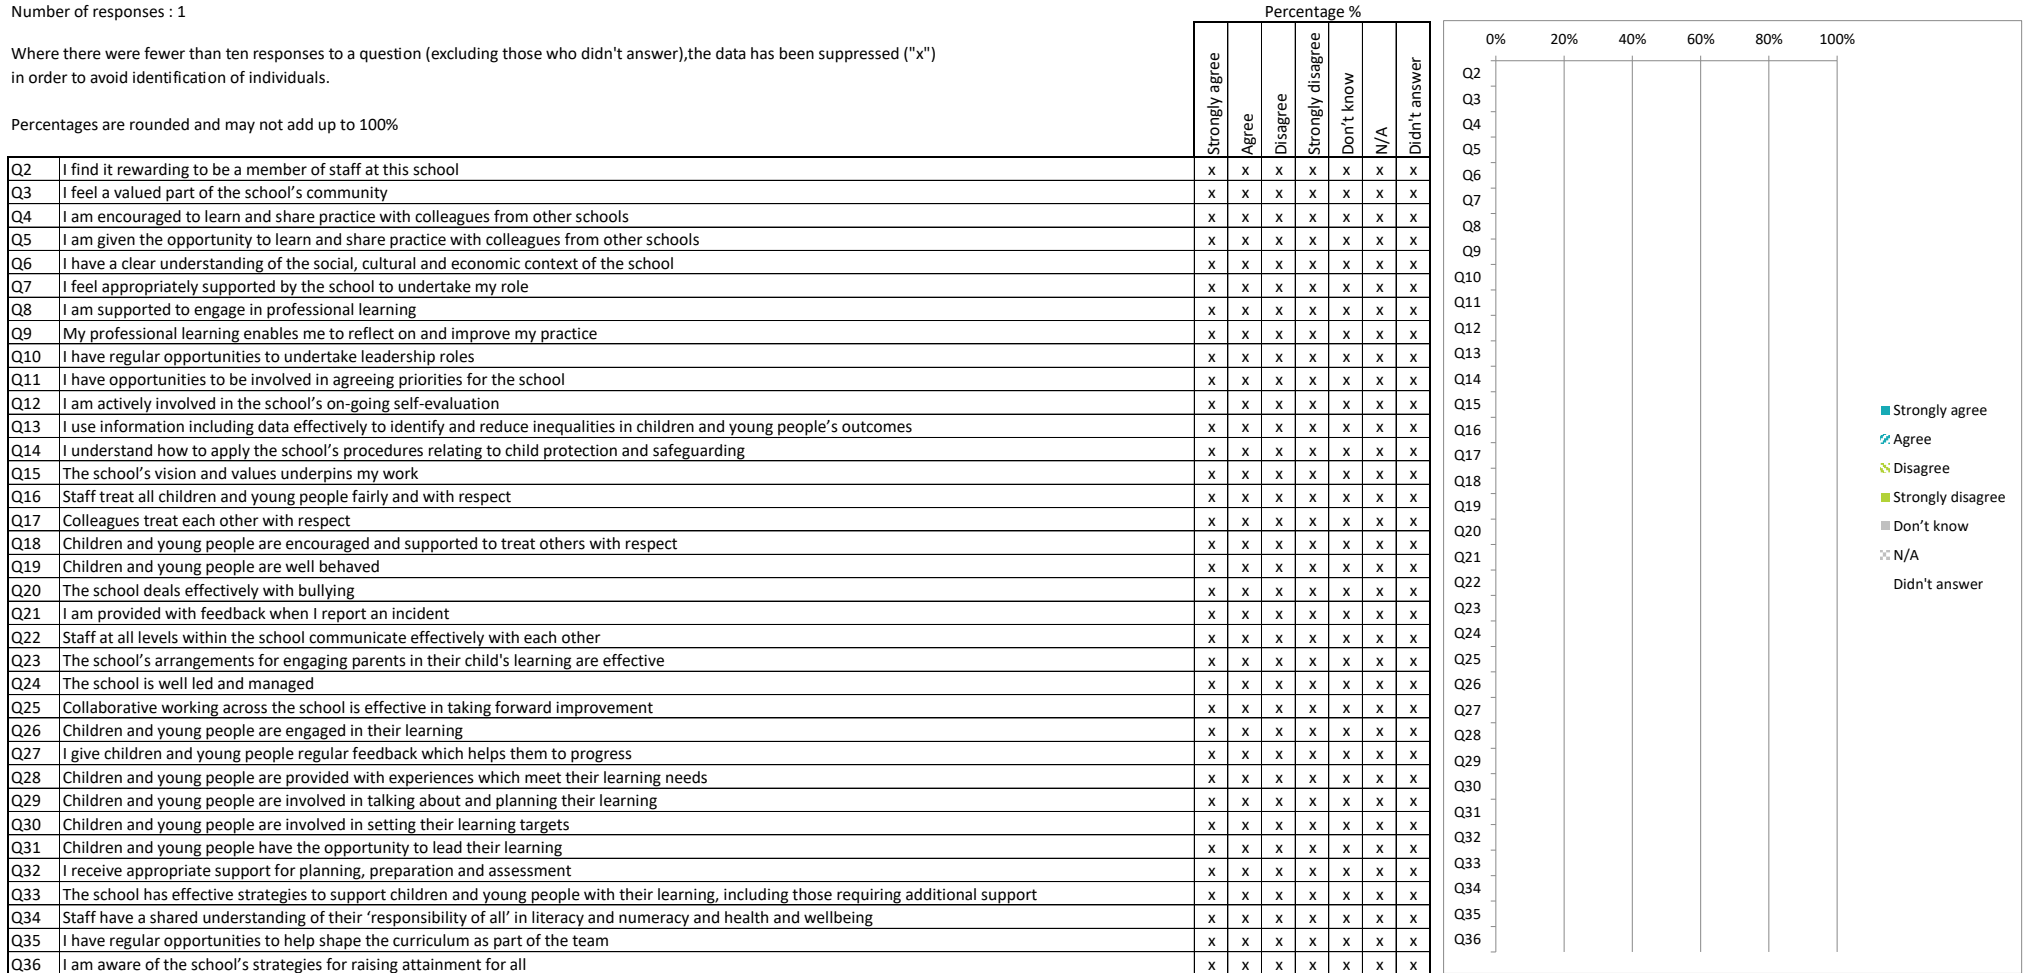 Number of responses : 1
Percentage %
Where there were fewer than ten responses to a question (excluding those who didn't answer),the data has been suppressed ("x")
in order to avoid identification of individuals.
Percentages are rounded and may not add up to 100%
Strongly agree
Agree
Disagree
Strongly disagree
Don't know
N/A
Didn't answer
Q2 I find it rewarding to be a member of staff at this school x x x x x x x
Q3 I feel a valued part of the school’s community x x x x x x x
Q4 I am encouraged to learn and share practice with colleagues from other schools x x x x x x x
Q5 I am given the opportunity to learn and share practice with colleagues from other schools x x x x x x x
Q6 I have a clear understanding of the social, cultural and economic context of the school x x x x x x x
Q7 I feel appropriately supported by the school to undertake my role x x x x x x x
Q8 I am supported to engage in professional learning x x x x x x x
Q9 My professional learning enables me to reflect on and improve my practice x x x x x x x
Q10 I have regular opportunities to undertake leadership roles x x x x x x x
Q11 I have opportunities to be involved in agreeing priorities for the school x x x x x x x
Q12 I am actively involved in the school’s on-going self-evaluation x x x x x x x
Q13 I use information including data effectively to identify and reduce inequalities in children and young people’s outcomes x x x x x x x
Q14 I understand how to apply the school’s procedures relating to child protection and safeguarding x x x x x x x
Q15 The school’s vision and values underpins my work x x x x x x x
Q16 Staff treat all children and young people fairly and with respect x x x x x x x
Q17 Colleagues treat each other with respect x x x x x x x
Q18 Children and young people are encouraged and supported to treat others with respect x x x x x x x
Q19 Children and young people are well behaved x x x x x x x
Q20 The school deals effectively with bullying x x x x x x x
Q21 I am provided with feedback when I report an incident x x x x x x x
Q22 Staff at all levels within the school communicate effectively with each other x x x x x x x
Q23 The school’s arrangements for engaging parents in their child's learning are effective x x x x x x x
Q24 The school is well led and managed x x x x x x x
Q25 Collaborative working across the school is effective in taking forward improvement x x x x x x x
Q26 Children and young people are engaged in their learning x x x x x x x
Q27 I give children and young people regular feedback which helps them to progress x x x x x x x
Q28 Children and young people are provided with experiences which meet their learning needs x x x x x x x
Q29 Children and young people are involved in talking about and planning their learning x x x x x x x
Q30 Children and young people are involved in setting their learning targets x x x x x x x
Q31 Children and young people have the opportunity to lead their learning x x x x x x x
Q32 I receive appropriate support for planning, preparation and assessment x x x x x x x
Q33 The school has effective strategies to support children and young people with their learning, including those requiring additional support x x x x x x x
Q34 Staff have a shared understanding of their ‘responsibility of all’ in literacy and numeracy and health and wellbeing x x x x x x x
Q35 I have regular opportunities to help shape the curriculum as part of the team x x x x x x x
Q36 I am aware of the school’s strategies for raising attainment for all x x x x x x x
0% 20% 40% 60% 80% 100%
Q2
Q3
Q4
Q5
Q6
Q7
Q8
Q9
Q10
Q11
Q12
Q13
Q14
Q15
Q16
Q17
Q18
Q19
Q20
Q21
Q22
Q23
Q24
Q25
Q26
Q27
Q28
Q29
Q30
Q31
Q32
Q33
Q34
Q35
Q36
Strongly agree
Agree
Disagree
Strongly disagree
Don’t know
N/A
Didn't answer